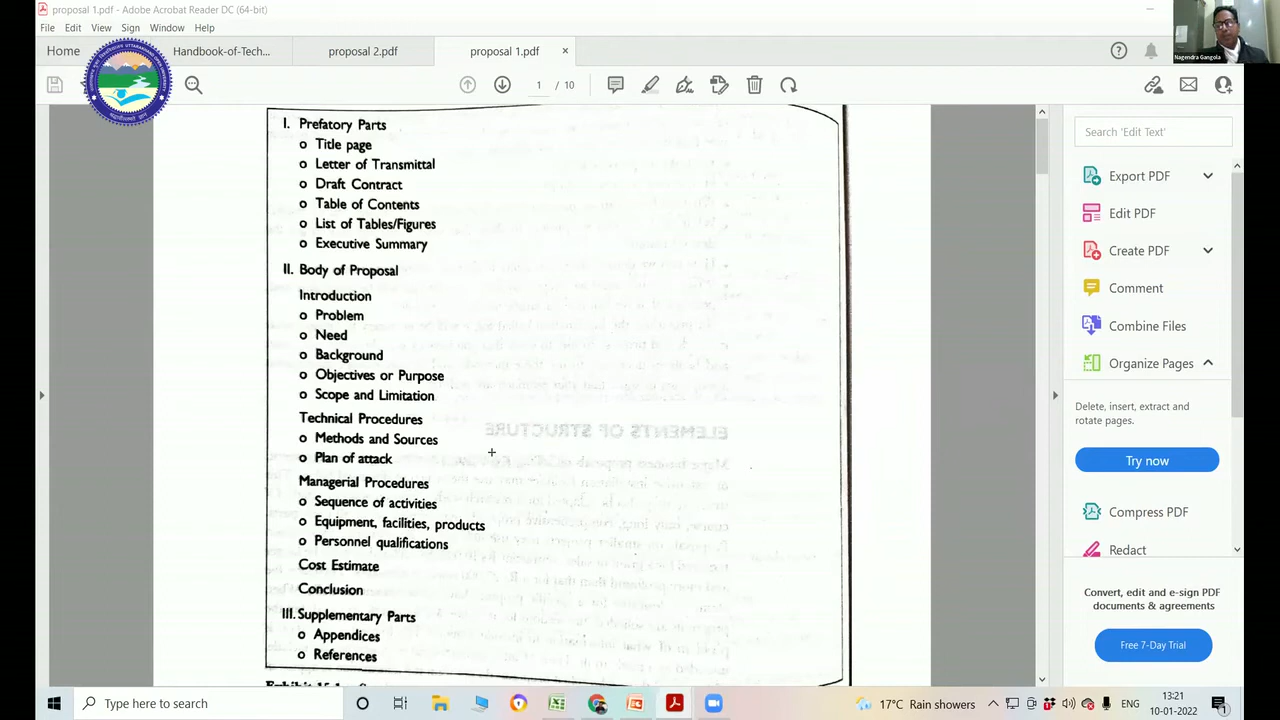 proposal 1.pdf - Adobe Acrobat Reader DC (64-bit)
File Edit View Sign Window Help
Home
Handbook-of-Tech...
proposal 2.pdf
proposal 1.pdf ×
1 / 10
Nagendra Gangola
I. Prefatory Parts
o Title page
o Letter of Transmittal
o Draft Contract
o Table of Contents
o List of Tables/Figures
o Executive Summary
II. Body of Proposal
Introduction
o Problem
o Need
o Background
o Objectives or Purpose
o Scope and Limitation
Technical Procedures
o Methods and Sources
o Plan of attack
Managerial Procedures
o Sequence of activities
o Equipment, facilities, products
o Personnel qualifications
Cost Estimate
Conclusion
III. Supplementary Parts
o Appendices
o References
ELEMENTS OF STRUCTURE
Search 'Edit Text'
Export PDF
Edit PDF
Create PDF
Comment
Combine Files
Organize Pages
Delete, insert, extract and
rotate pages.
Try now
Compress PDF
Redact
Convert, edit and e-sign PDF
documents & agreements
Free 7-Day Trial
Type here to search
17°C Rain showers
ENG
13:21
10-01-2022